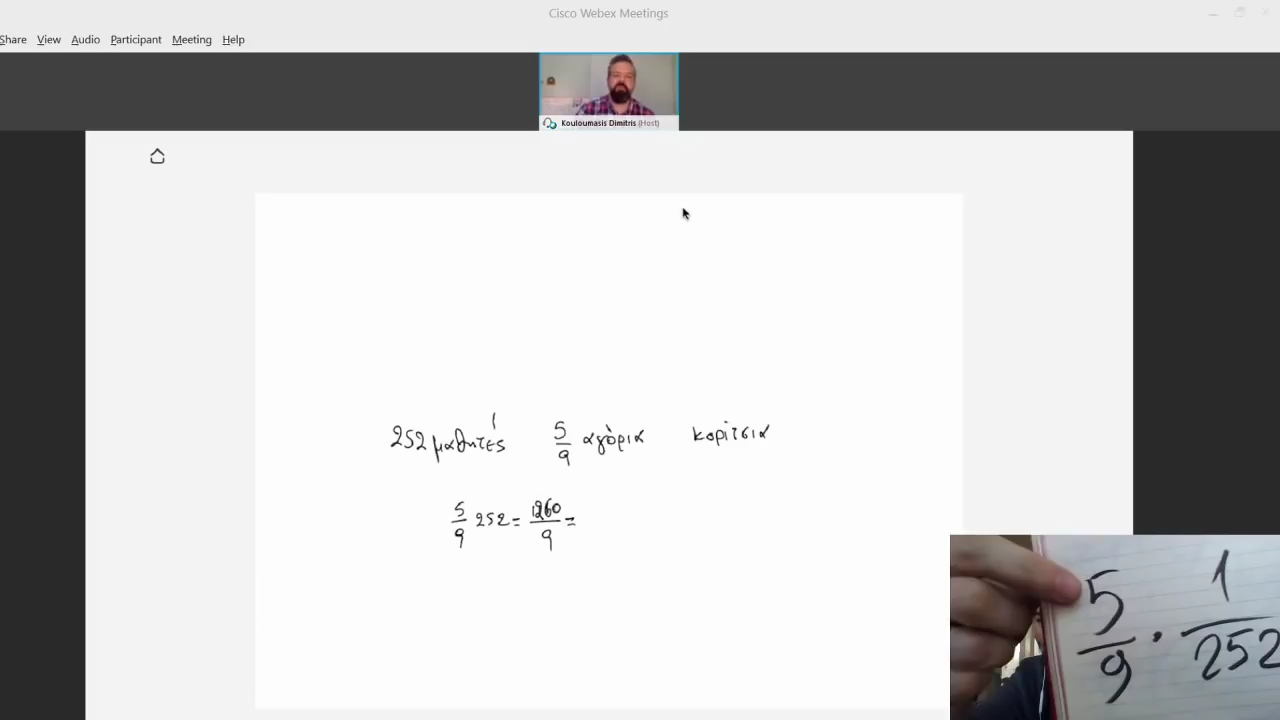 Cisco Webex Meetings
Share View Audio Participant Meeting Help
Kouloumasis Dimitris (Host)
252 μαθητές 5/9 αγόρια κορίτσια
5/9 252 = 1260/9 =
5/9 · 1/252